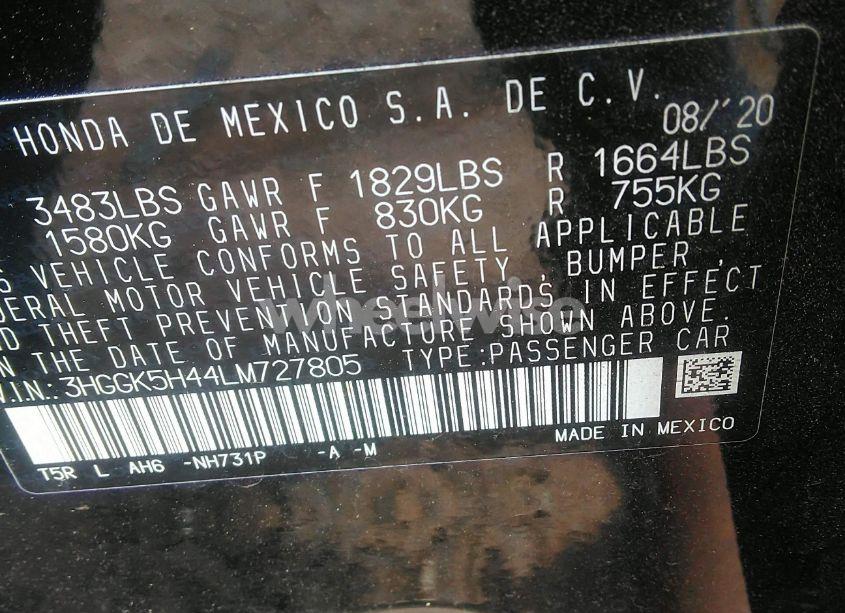 HONDA DE MEXICO S.A. DE C.V. 08/'20
3483LBS GAWR F 1829LBS R 1664LBS
1580KG GAWR F 830KG R 755KG
S VEHICLE CONFORMS TO ALL APPLICABLE
DERAL MOTOR VEHICLE SAFETY, BUMPER,
D THEFT PREVENTION STANDARDS IN EFFECT
N THE DATE OF MANUFACTURE SHOWN ABOVE.
V.I.N.: 3HGGK5H44LM727805 TYPE:PASSENGER CAR
MADE IN MEXICO
T5R L AH6 -NH731P -A -M
wheelwise